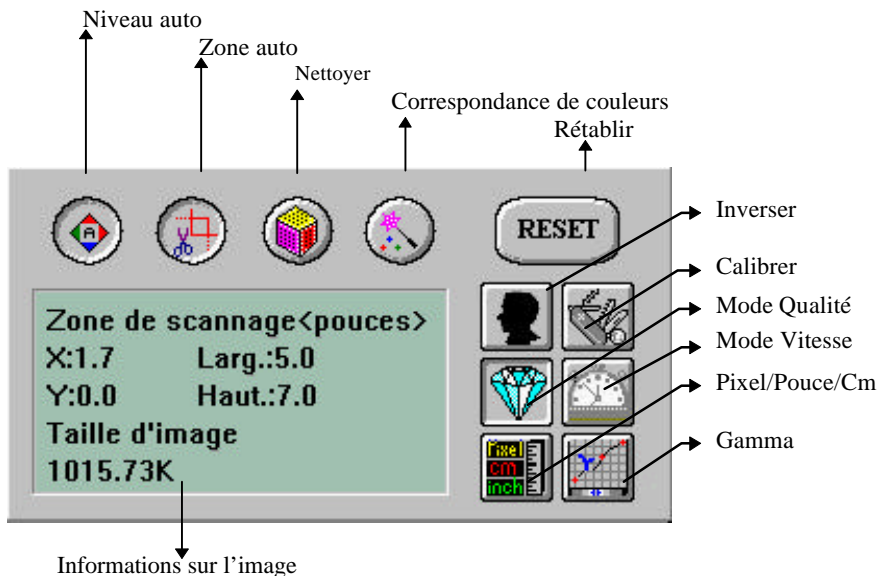 Niveau auto
Zone auto
Nettoyer
Correspondance de couleurs
Rétablir
A
RESET
Inverser
Calibrer
Mode Qualité
Mode Vitesse
Pixel/Pouce/Cm
Gamma
Zone de scannage<pouces>
X:1.7 Larg.:5.0
Y:0.0 Haut.:7.0
Taille d'image
1015.73K
Pixel
cm
inch
Informations sur l’image